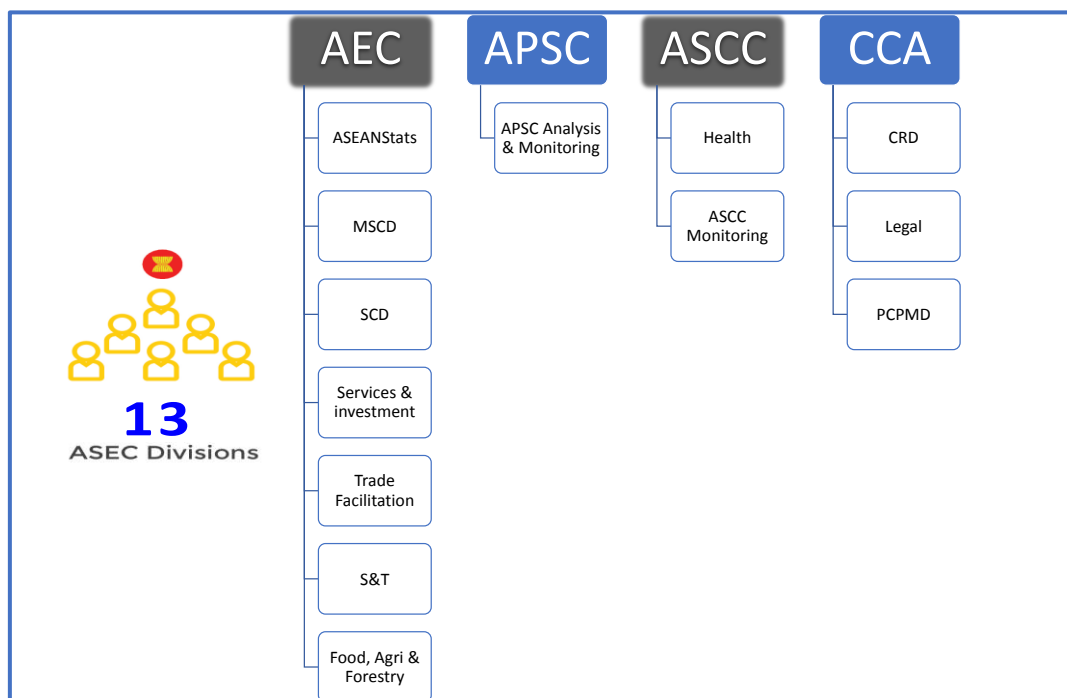 AEC
APSC
ASCC
CCA
ASEANStats
MSCD
SCD
Services &
investment
Trade
Facilitation
S&T
Food, Agri &
Forestry
APSC Analysis
& Monitoring
Health
ASCC
Monitoring
CRD
Legal
PCPMD
13
ASEC Divisions